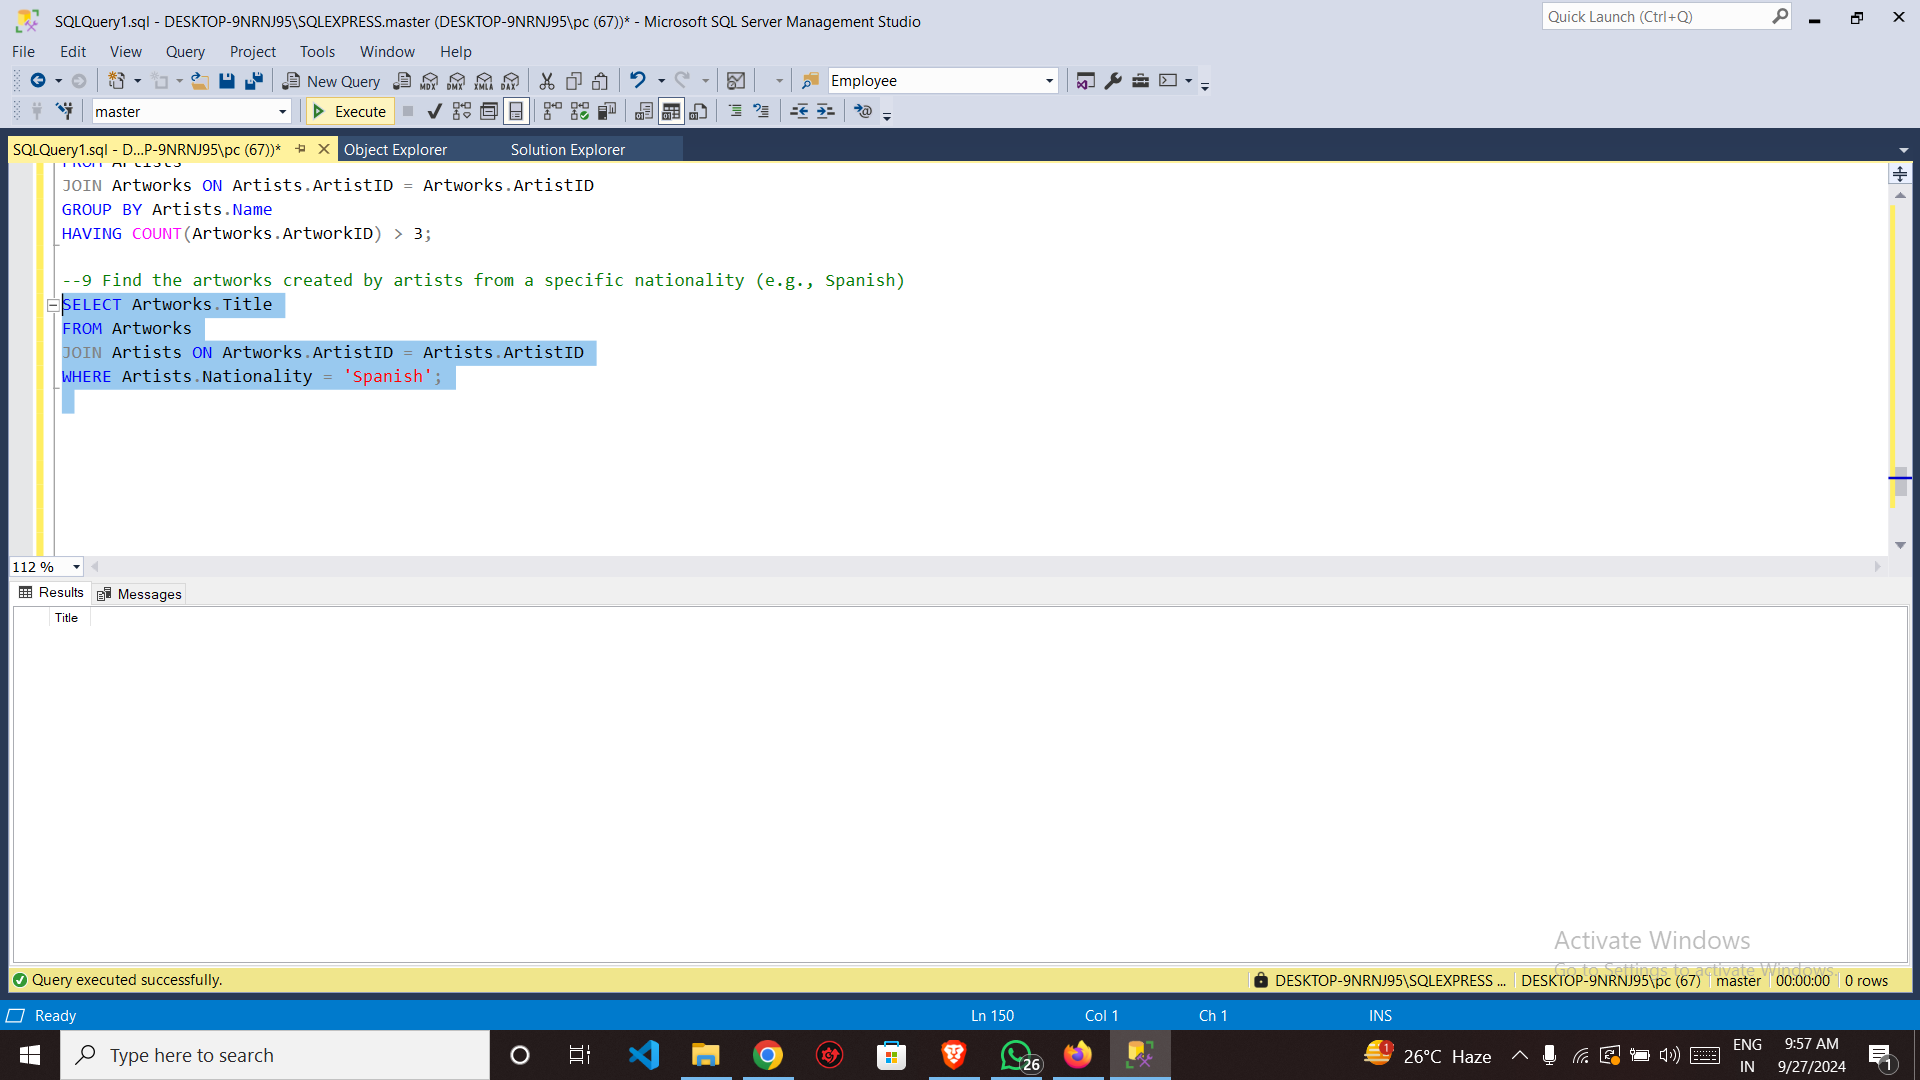 SQLQuery1.sql - DESKTOP-9NRNJ95\SQLEXPRESS.master (DESKTOP-9NRNJ95\pc (67))* - Microsoft SQL Server Management Studio
Quick Launch (Ctrl+Q)
File Edit View Query Project Tools Window Help
New Query MDX DMX XMLA DAX Employee
master Execute
SQLQuery1.sql - D...P-9NRNJ95\pc (67))* Object Explorer Solution Explorer
FROM Artists
JOIN Artworks ON Artists.ArtistID = Artworks.ArtistID
GROUP BY Artists.Name
HAVING COUNT(Artworks.ArtworkID) > 3;
--9 Find the artworks created by artists from a specific nationality (e.g., Spanish)
SELECT Artworks.Title
FROM Artworks
JOIN Artists ON Artworks.ArtistID = Artists.ArtistID
WHERE Artists.Nationality = 'Spanish';
112 %
Results Messages
Title
Activate Windows
Go to Settings to activate Windows.
Query executed successfully. DESKTOP-9NRNJ95\SQLEXPRESS ... DESKTOP-9NRNJ95\pc (67) master 00:00:00 0 rows
Ready Ln 150 Col 1 Ch 1 INS
Type here to search 26 1 26°C Haze ENG IN 9:57 AM 9/27/2024 1